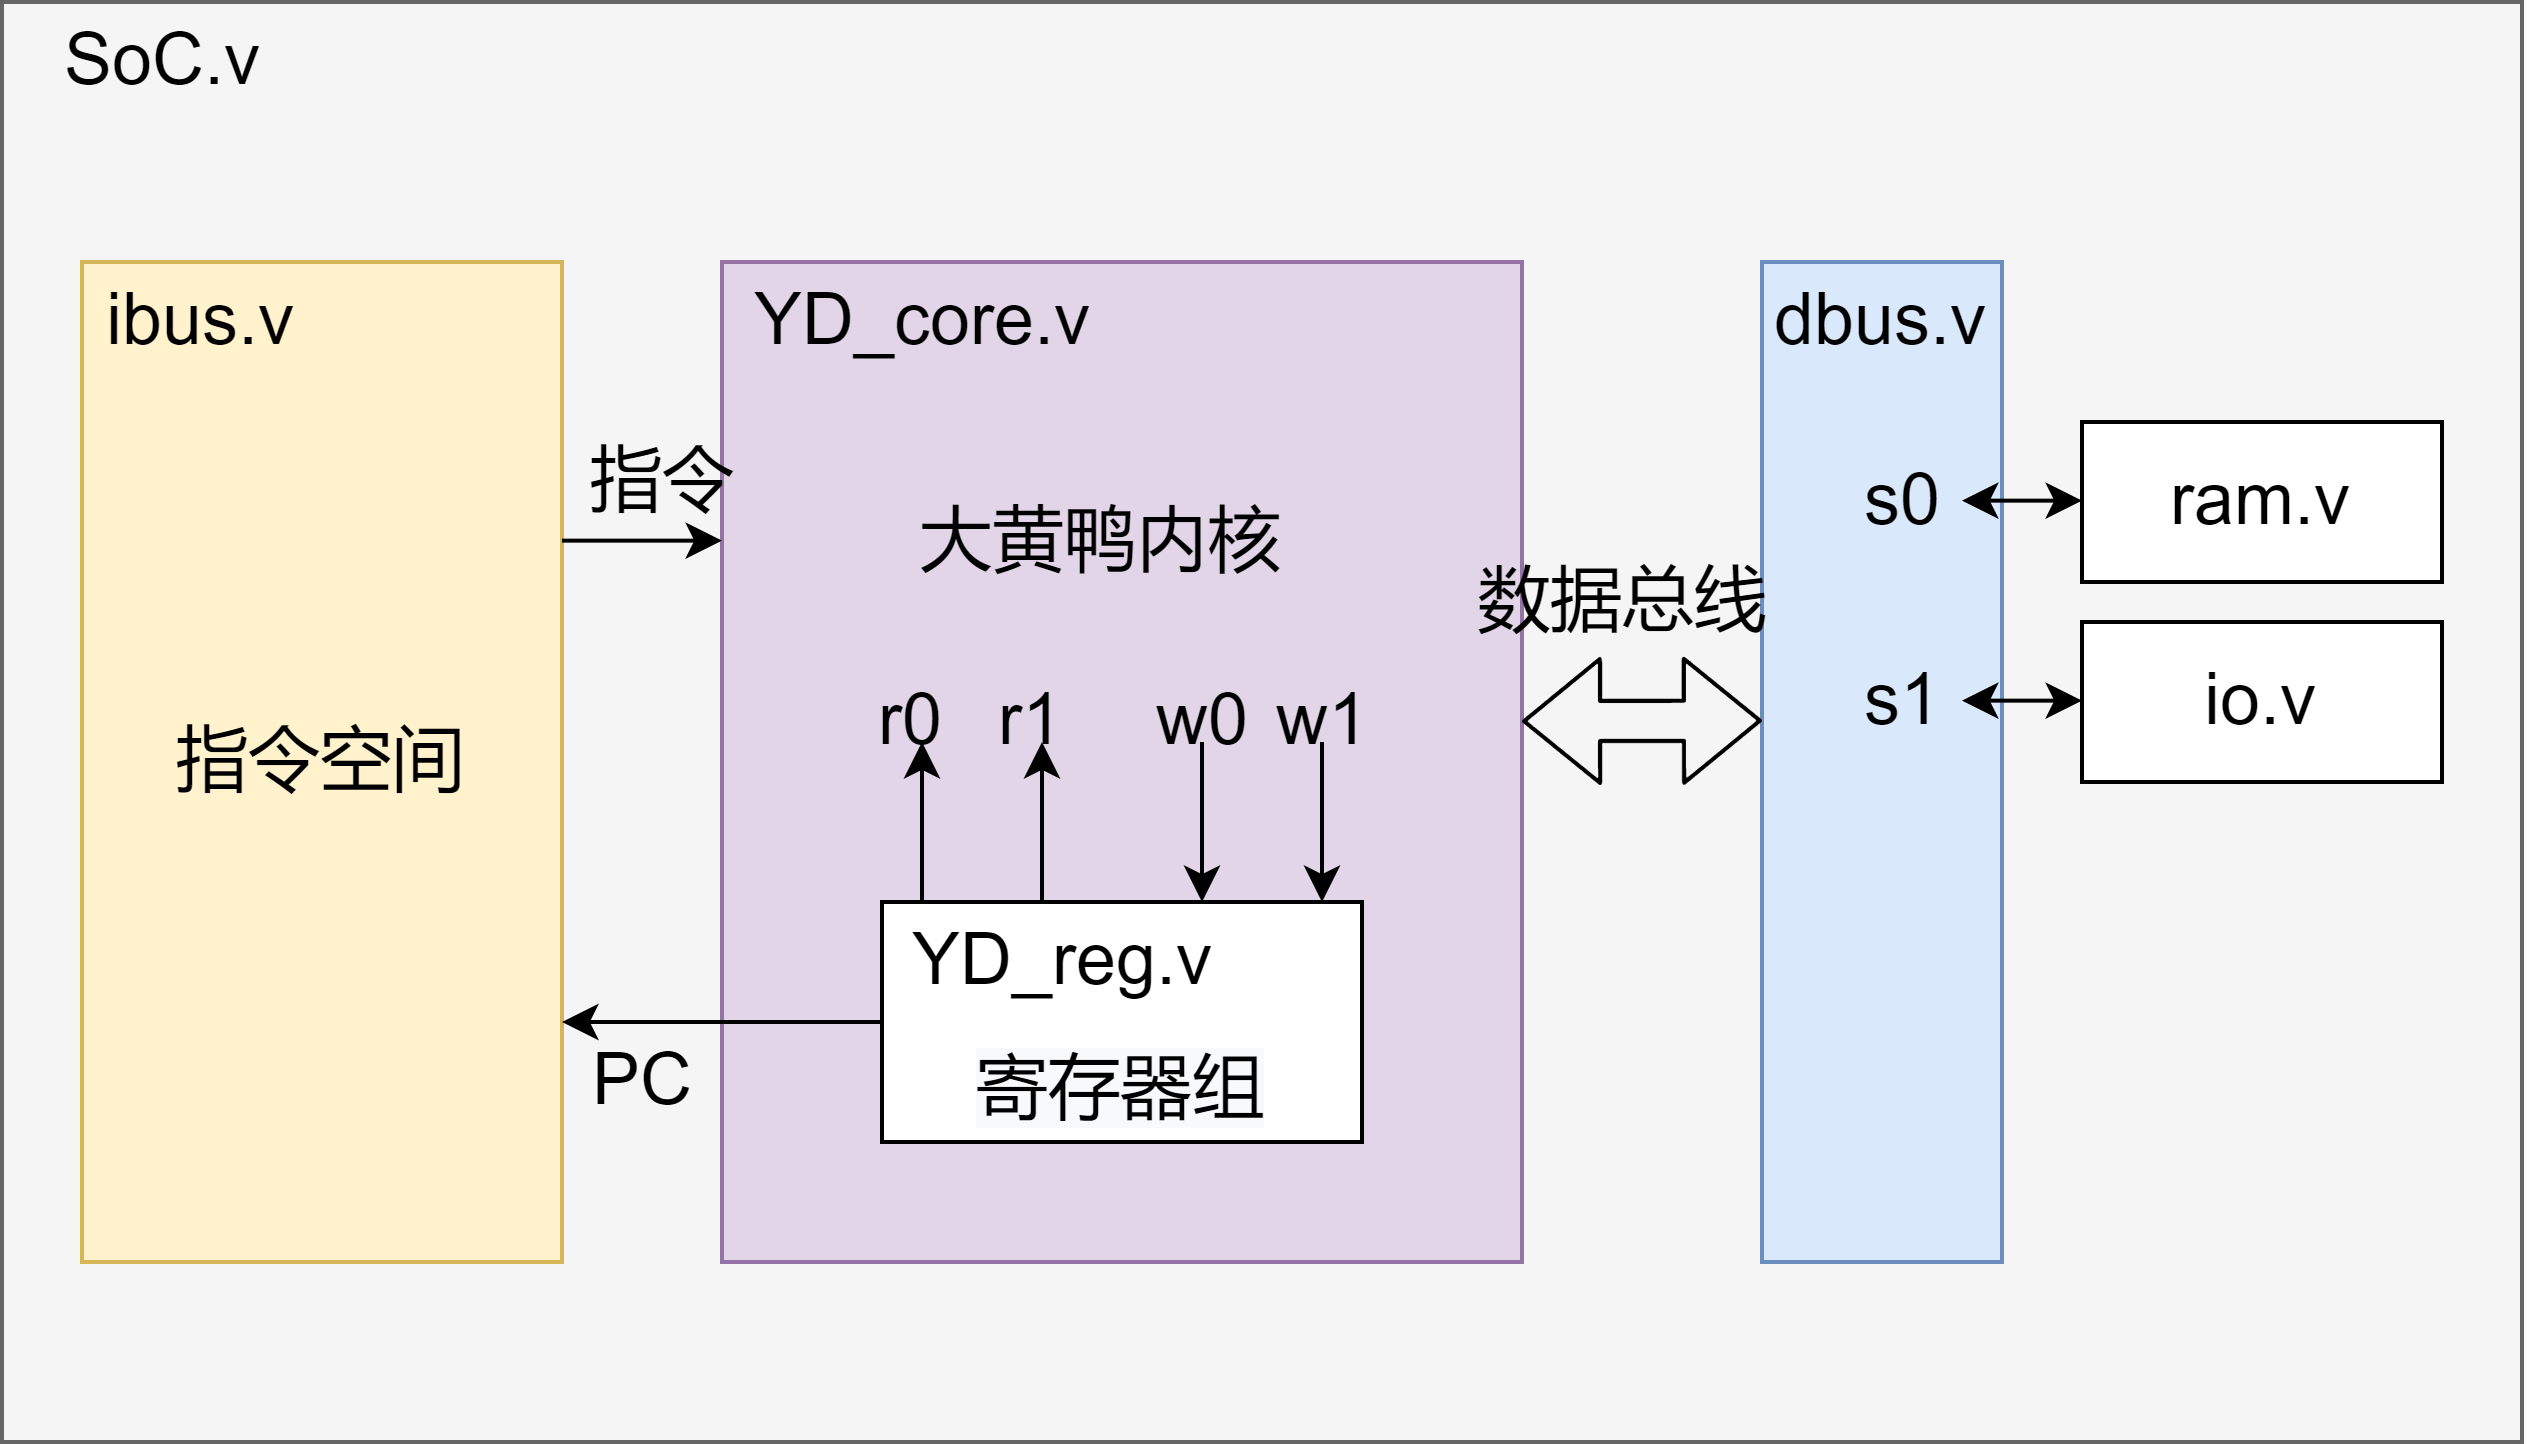 SoC.v
ibus.v
指令空间
指令
PC
YD_core.v
大黄鸭内核
r0 r1 w0 w1
YD_reg.v
寄存器组
数据总线
dbus.v
s0
s1
ram.v
io.v